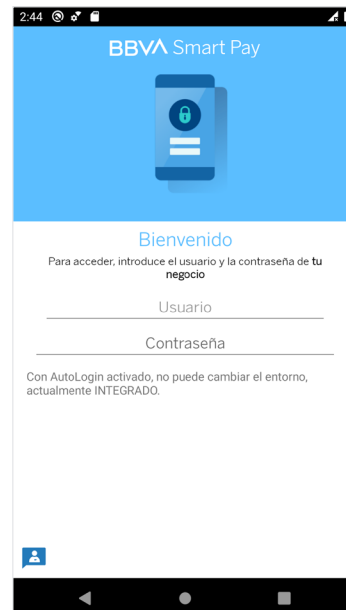 2:44
BBVA Smart Pay
Bienvenido
Para acceder, introduce el usuario y la contraseña de tu
negocio
Usuario
Contraseña
Con AutoLogin activado, no puede cambiar el entorno,
actualmente INTEGRADO.